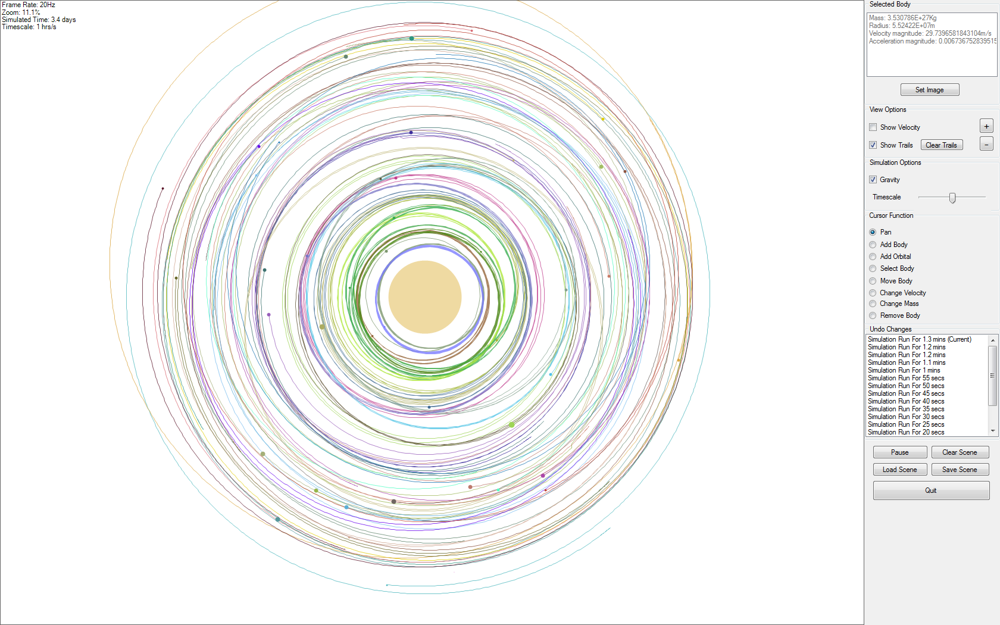 Frame Rate: 20Hz
Zoom: 11.1%
Simulated Time: 3.4 days
Timescale: 1 hrs/s
Selected Body
Mass: 3.530786E+27Kg
Radius: 5.52422E+07m
Velocity magnitude: 29.7396581843104m/s
Acceleration magnitude: 0.006736752839515
Set Image
View Options
Show Velocity
+
Show Trails
Clear Trails
-
Simulation Options
Gravity
Timescale
Cursor Function
Pan
Add Body
Add Orbital
Select Body
Move Body
Change Velocity
Change Mass
Remove Body
Undo Changes
Simulation Run For 1.3 mins (Current)
Simulation Run For 1.2 mins
Simulation Run For 1.2 mins
Simulation Run For 1.1 mins
Simulation Run For 1 mins
Simulation Run For 55 secs
Simulation Run For 50 secs
Simulation Run For 45 secs
Simulation Run For 40 secs
Simulation Run For 35 secs
Simulation Run For 30 secs
Simulation Run For 25 secs
Simulation Run For 20 secs
Pause
Clear Scene
Load Scene
Save Scene
Quit